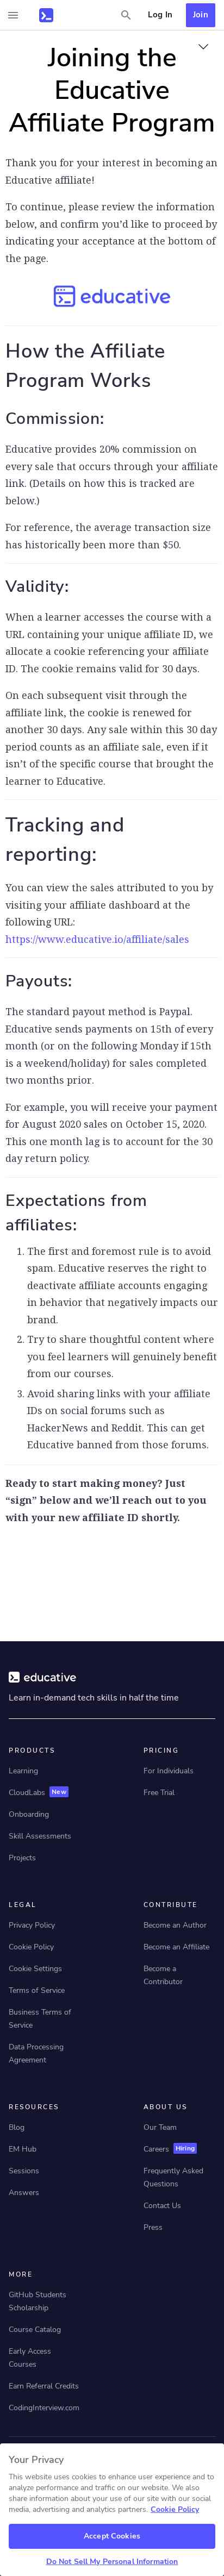 Log In
Join
Joining the
Educative
Affiliate Program
Thank you for your interest in becoming an
Educative affiliate!
To continue, please review the information
below, and confirm you'd like to proceed by
indicating your acceptance at the bottom of
the page.
educative
How the Affiliate
Program Works
Commission:
Educative provides 20% commission on
every sale that occurs through your affiliate
link. (Details on how this is tracked are
below.)
For reference, the average transaction size
has historically been more than $50.
Validity:
When a learner accesses the course with a
URL containing your unique affiliate ID, we
allocate a cookie referencing your affiliate
ID. The cookie remains valid for 30 days.
On each subsequent visit through the
affiliate link, the cookie is renewed for
another 30 days. Any sale within this 30 day
period counts as an affiliate sale, even if it
isn't of the specific course that brought the
learner to Educative.
Tracking and
reporting:
You can view the sales attributed to you by
visiting your affiliate dashboard at the
following URL:
https://www.educative.io/affiliate/sales
Payouts:
The standard payout method is Paypal.
Educative sends payments on 15th of every
month (or on the following Monday if 15th
is a weekend/holiday) for sales completed
two months prior.
For example, you will receive your payment
for August 2020 sales on October 15, 2020.
This one month lag is to account for the 30
day return policy.
Expectations from
affiliates:
1. The first and foremost rule is to avoid
spam. Educative reserves the right to
deactivate affiliate accounts engaging
in behavior that negatively impacts our
brand.
2. Try to share thoughtful content where
you feel learners will genuinely benefit
from our courses.
3. Avoid sharing links with your affiliate
IDs on social forums such as
HackerNews and Reddit. This can get
Educative banned from those forums.
Ready to start making money? Just
“sign” below and we'll reach out to you
with your new affiliate ID shortly.
educative
Learn in-demand tech skills in half the time
PRODUCTS
Learning
CloudLabs New
Onboarding
Skill Assessments
Projects
PRICING
For Individuals
Free Trial
LEGAL
Privacy Policy
Cookie Policy
Cookie Settings
Terms of Service
Business Terms of
Service
Data Processing
Agreement
CONTRIBUTE
Become an Author
Become an Affiliate
Become a
Contributor
RESOURCES
Blog
EM Hub
Sessions
Answers
ABOUT US
Our Team
Careers Hiring
Frequently Asked
Questions
Contact Us
Press
MORE
GitHub Students
Scholarship
Course Catalog
Early Access
Courses
Earn Referral Credits
CodingInterview.com
Your Privacy
This website uses cookies to enhance user experience and to
analyze performance and traffic on our website. We also
share information about your use of our site with our social
media, advertising and analytics partners. Cookie Policy
Accept Cookies
Do Not Sell My Personal Information